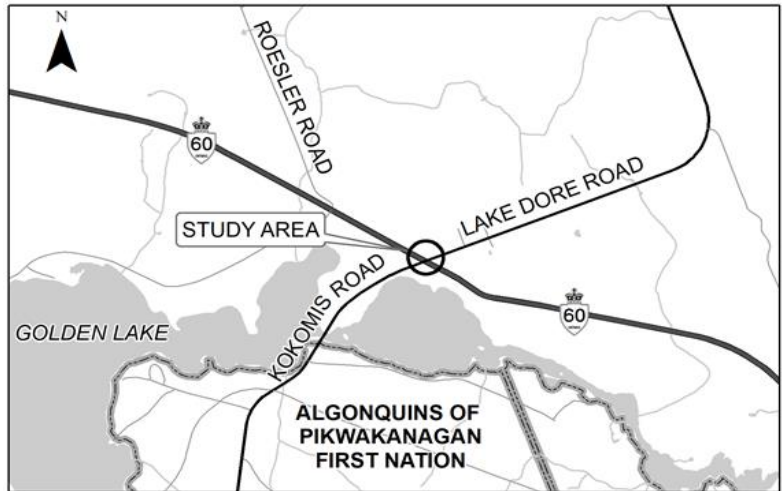 N
ROESLER ROAD
60
LAKE DORE ROAD
STUDY AREA
KOKOMIS ROAD
60
GOLDEN LAKE
ALGONQUINS OF
PIKWAKANAGAN
FIRST NATION